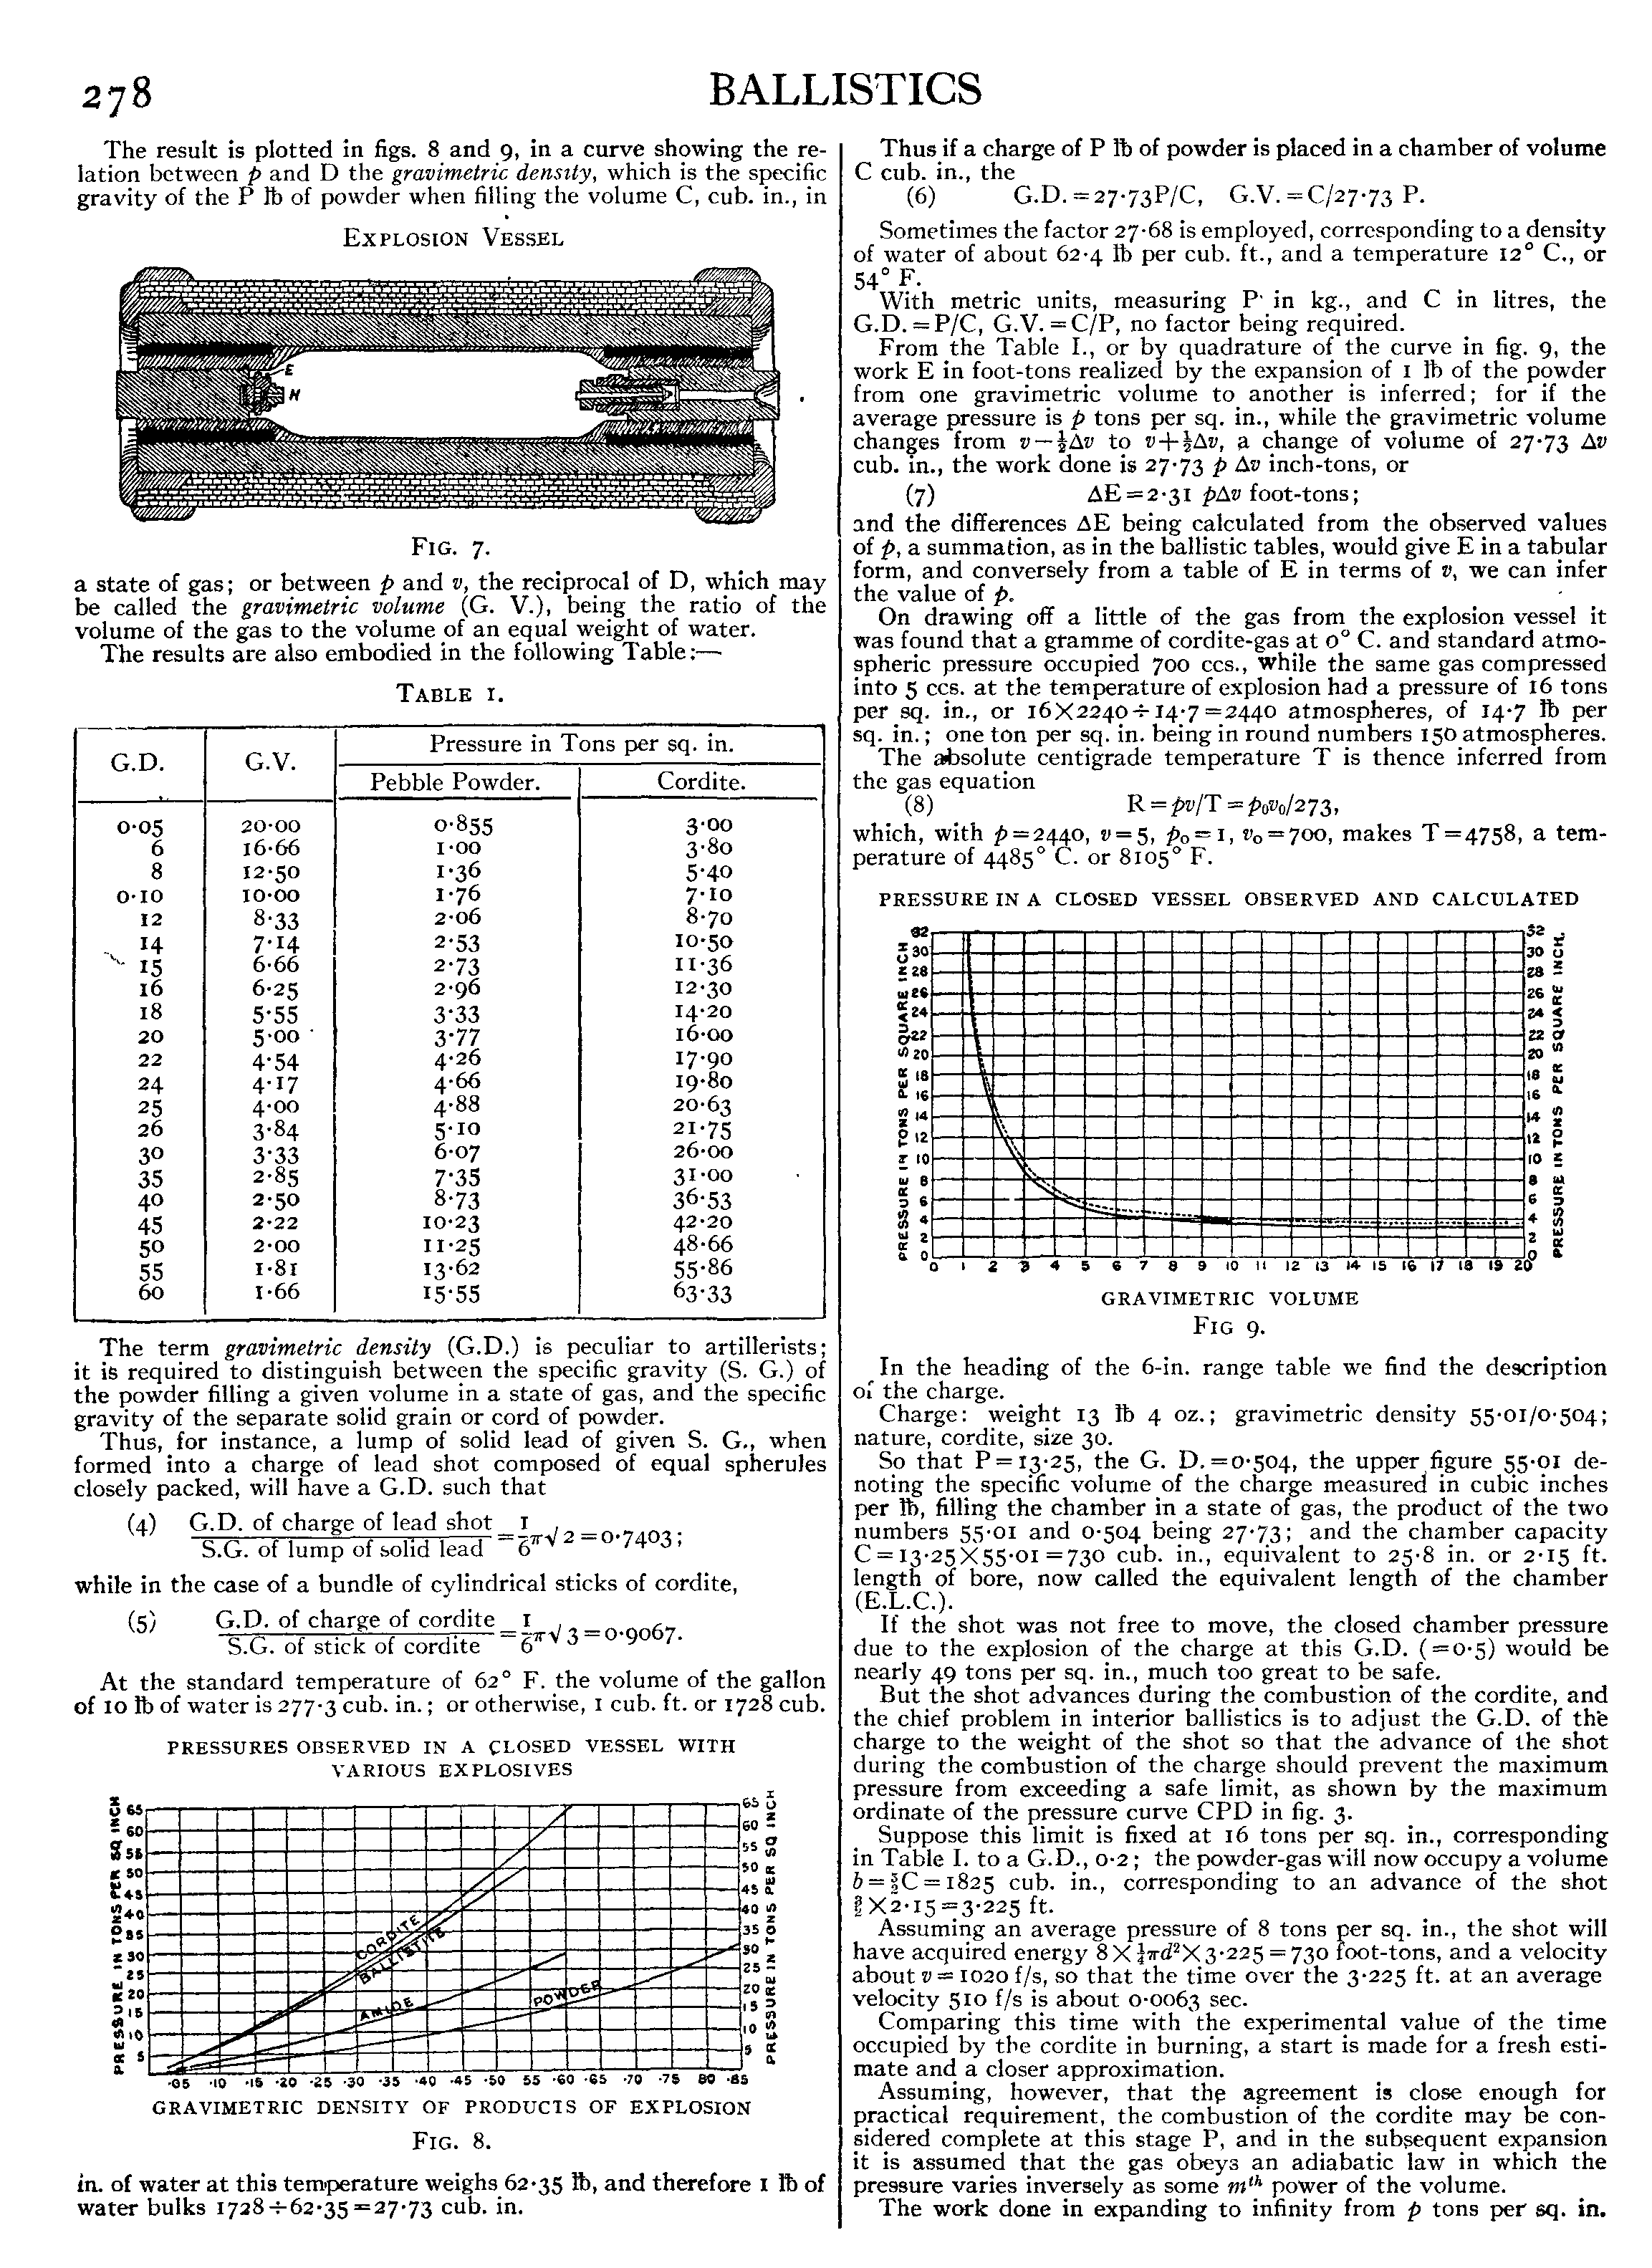 278
BALLISTICS
The result is plotted in figs. 8 and 9, in a curve showing the re-
lation between p and D the gravimetric density, which is the specific
gravity of the P ℔ of powder when filling the volume C, cub. in., in
EXPLOSION VESSEL
E
H
FIG. 7.
a state of gas; or between p and v, the reciprocal of D, which may
be called the gravimetric volume (G. V.), being the ratio of the
volume of the gas to the volume of an equal weight of water.
The results are also embodied in the following Table:—
TABLE 1.
G.D. G.V. Pressure in Tons per sq. in.
Pebble Powder. Cordite.
0·05 20·00 0·855 3·00
6 16·66 1·00 3·80
8 12·50 1·36 5·40
0·10 10·00 1·76 7·10
12 8·33 2·06 8·70
14 7·14 2·53 10·50
15 6·66 2·73 11·36
16 6·25 2·96 12·30
18 5·55 3·33 14·20
20 5·00 3·77 16·00
22 4·54 4·26 17·90
24 4·17 4·66 19·80
25 4·00 4·88 20·63
26 3·84 5·10 21·75
30 3·33 6·07 26·00
35 2·85 7·35 31·00
40 2·50 8·73 36·53
45 2·22 10·23 42·20
50 2·00 11·25 48·66
55 1·81 13·62 55·86
60 1·66 15·55 63·33
The term gravimetric density (G.D.) is peculiar to artillerists;
it is required to distinguish between the specific gravity (S. G.) of
the powder filling a given volume in a state of gas, and the specific
gravity of the separate solid grain or cord of powder.
Thus, for instance, a lump of solid lead of given S. G., when
formed into a charge of lead shot composed of equal spherules
closely packed, will have a G.D. such that
(4) G.D. of charge of lead shot / S.G. of lump of solid lead = 1/6 π√2 = 0·7403;
while in the case of a bundle of cylindrical sticks of cordite,
(5) G.D. of charge of cordite / S.G. of stick of cordite = 1/6 π√3 = 0·9067.
At the standard temperature of 62° F. the volume of the gallon
of 10 ℔ of water is 277·3 cub. in.; or otherwise, 1 cub. ft. or 1728 cub.
PRESSURES OBSERVED IN A CLOSED VESSEL WITH
VARIOUS EXPLOSIVES
PRESSURE IN TONS PER SQ INCH
65 60 55 50 45 40 35 30 25 20 15 10 5
CORDITE
BALLISTITE
AMIDE
POWDER
65 60 55 50 45 40 35 30 25 20 15 10 5
PRESSURE IN TONS PER SQ INCH
·05 ·10 ·15 ·20 ·25 ·30 ·35 ·40 ·45 ·50 55 ·60 ·65 ·70 ·75 80 ·85
GRAVIMETRIC DENSITY OF PRODUCTS OF EXPLOSION
FIG. 8.
in. of water at this temperature weighs 62·35 ℔, and therefore 1 ℔ of
water bulks 1728÷62·35=27·73 cub. in.
Thus if a charge of P ℔ of powder is placed in a chamber of volume
C cub. in., the
(6) G.D.=27·73P/C, G.V.=C/27·73 P.
Sometimes the factor 27·68 is employed, corresponding to a density
of water of about 62·4 ℔ per cub. ft., and a temperature 12° C., or
54° F.
With metric units, measuring P in kg., and C in litres, the
G.D.=P/C, G.V.=C/P, no factor being required.
From the Table I., or by quadrature of the curve in fig. 9, the
work E in foot-tons realized by the expansion of 1 ℔ of the powder
from one gravimetric volume to another is inferred; for if the
average pressure is p tons per sq. in., while the gravimetric volume
changes from v−½Δv to v+½Δv, a change of volume of 27·73 Δv
cub. in., the work done is 27·73 p Δv inch-tons, or
(7) ΔE=2·31 pΔv foot-tons;
and the differences ΔE being calculated from the observed values
of p, a summation, as in the ballistic tables, would give E in a tabular
form, and conversely from a table of E in terms of v, we can infer
the value of p.
On drawing off a little of the gas from the explosion vessel it
was found that a gramme of cordite-gas at 0° C. and standard atmo-
spheric pressure occupied 700 ccs., while the same gas compressed
into 5 ccs. at the temperature of explosion had a pressure of 16 tons
per sq. in., or 16×2240÷14·7=2440 atmospheres, of 14·7 ℔ per
sq. in.; one ton per sq. in. being in round numbers 150 atmospheres.
The absolute centigrade temperature T is thence inferred from
the gas equation
(8) R=pv/T=p₀v₀/273,
which, with p=2440, v=5, p₀=1, v₀=700, makes T=4758, a tem-
perature of 4485° C. or 8105° F.
PRESSURE IN A CLOSED VESSEL OBSERVED AND CALCULATED
PRESSURE IN TONS PER SQUARE INCH
32 30 28 26 24 22 20 18 16 14 12 10 8 6 4 2 0
32 30 28 26 24 22 20 18 16 14 12 10 8 6 4 2 0
PRESSURE IN TONS PER SQUARE INCH.
0 1 2 3 4 5 6 7 8 9 10 11 12 13 14 15 16 17 18 19 20
GRAVIMETRIC VOLUME
FIG 9.
In the heading of the 6-in. range table we find the description
of the charge.
Charge: weight 13 ℔ 4 oz.; gravimetric density 55·01/0·504;
nature, cordite, size 30.
So that P=13·25, the G. D.=0·504, the upper figure 55·01 de-
noting the specific volume of the charge measured in cubic inches
per ℔, filling the chamber in a state of gas, the product of the two
numbers 55·01 and 0·504 being 27·73; and the chamber capacity
C=13·25×55·01=730 cub. in., equivalent to 25·8 in. or 2·15 ft.
length of bore, now called the equivalent length of the chamber
(E.L.C.).
If the shot was not free to move, the closed chamber pressure
due to the explosion of the charge at this G.D. (=0·5) would be
nearly 49 tons per sq. in., much too great to be safe.
But the shot advances during the combustion of the cordite, and
the chief problem in interior ballistics is to adjust the G.D. of the
charge to the weight of the shot so that the advance of the shot
during the combustion of the charge should prevent the maximum
pressure from exceeding a safe limit, as shown by the maximum
ordinate of the pressure curve CPD in fig. 3.
Suppose this limit is fixed at 16 tons per sq. in., corresponding
in Table I. to a G.D., 0·2; the powder-gas will now occupy a volume
b=5/2C=1825 cub. in., corresponding to an advance of the shot
3/2×2·15=3·225 ft.
Assuming an average pressure of 8 tons per sq. in., the shot will
have acquired energy 8×¼πd²×3·225=730 foot-tons, and a velocity
about v=1020 f/s, so that the time over the 3·225 ft. at an average
velocity 510 f/s is about 0·0063 sec.
Comparing this time with the experimental value of the time
occupied by the cordite in burning, a start is made for a fresh esti-
mate and a closer approximation.
Assuming, however, that the agreement is close enough for
practical requirement, the combustion of the cordite may be con-
sidered complete at this stage P, and in the subsequent expansion
it is assumed that the gas obeys an adiabatic law in which the
pressure varies inversely as some mᵗʰ power of the volume.
The work done in expanding to infinity from p tons per sq. in.